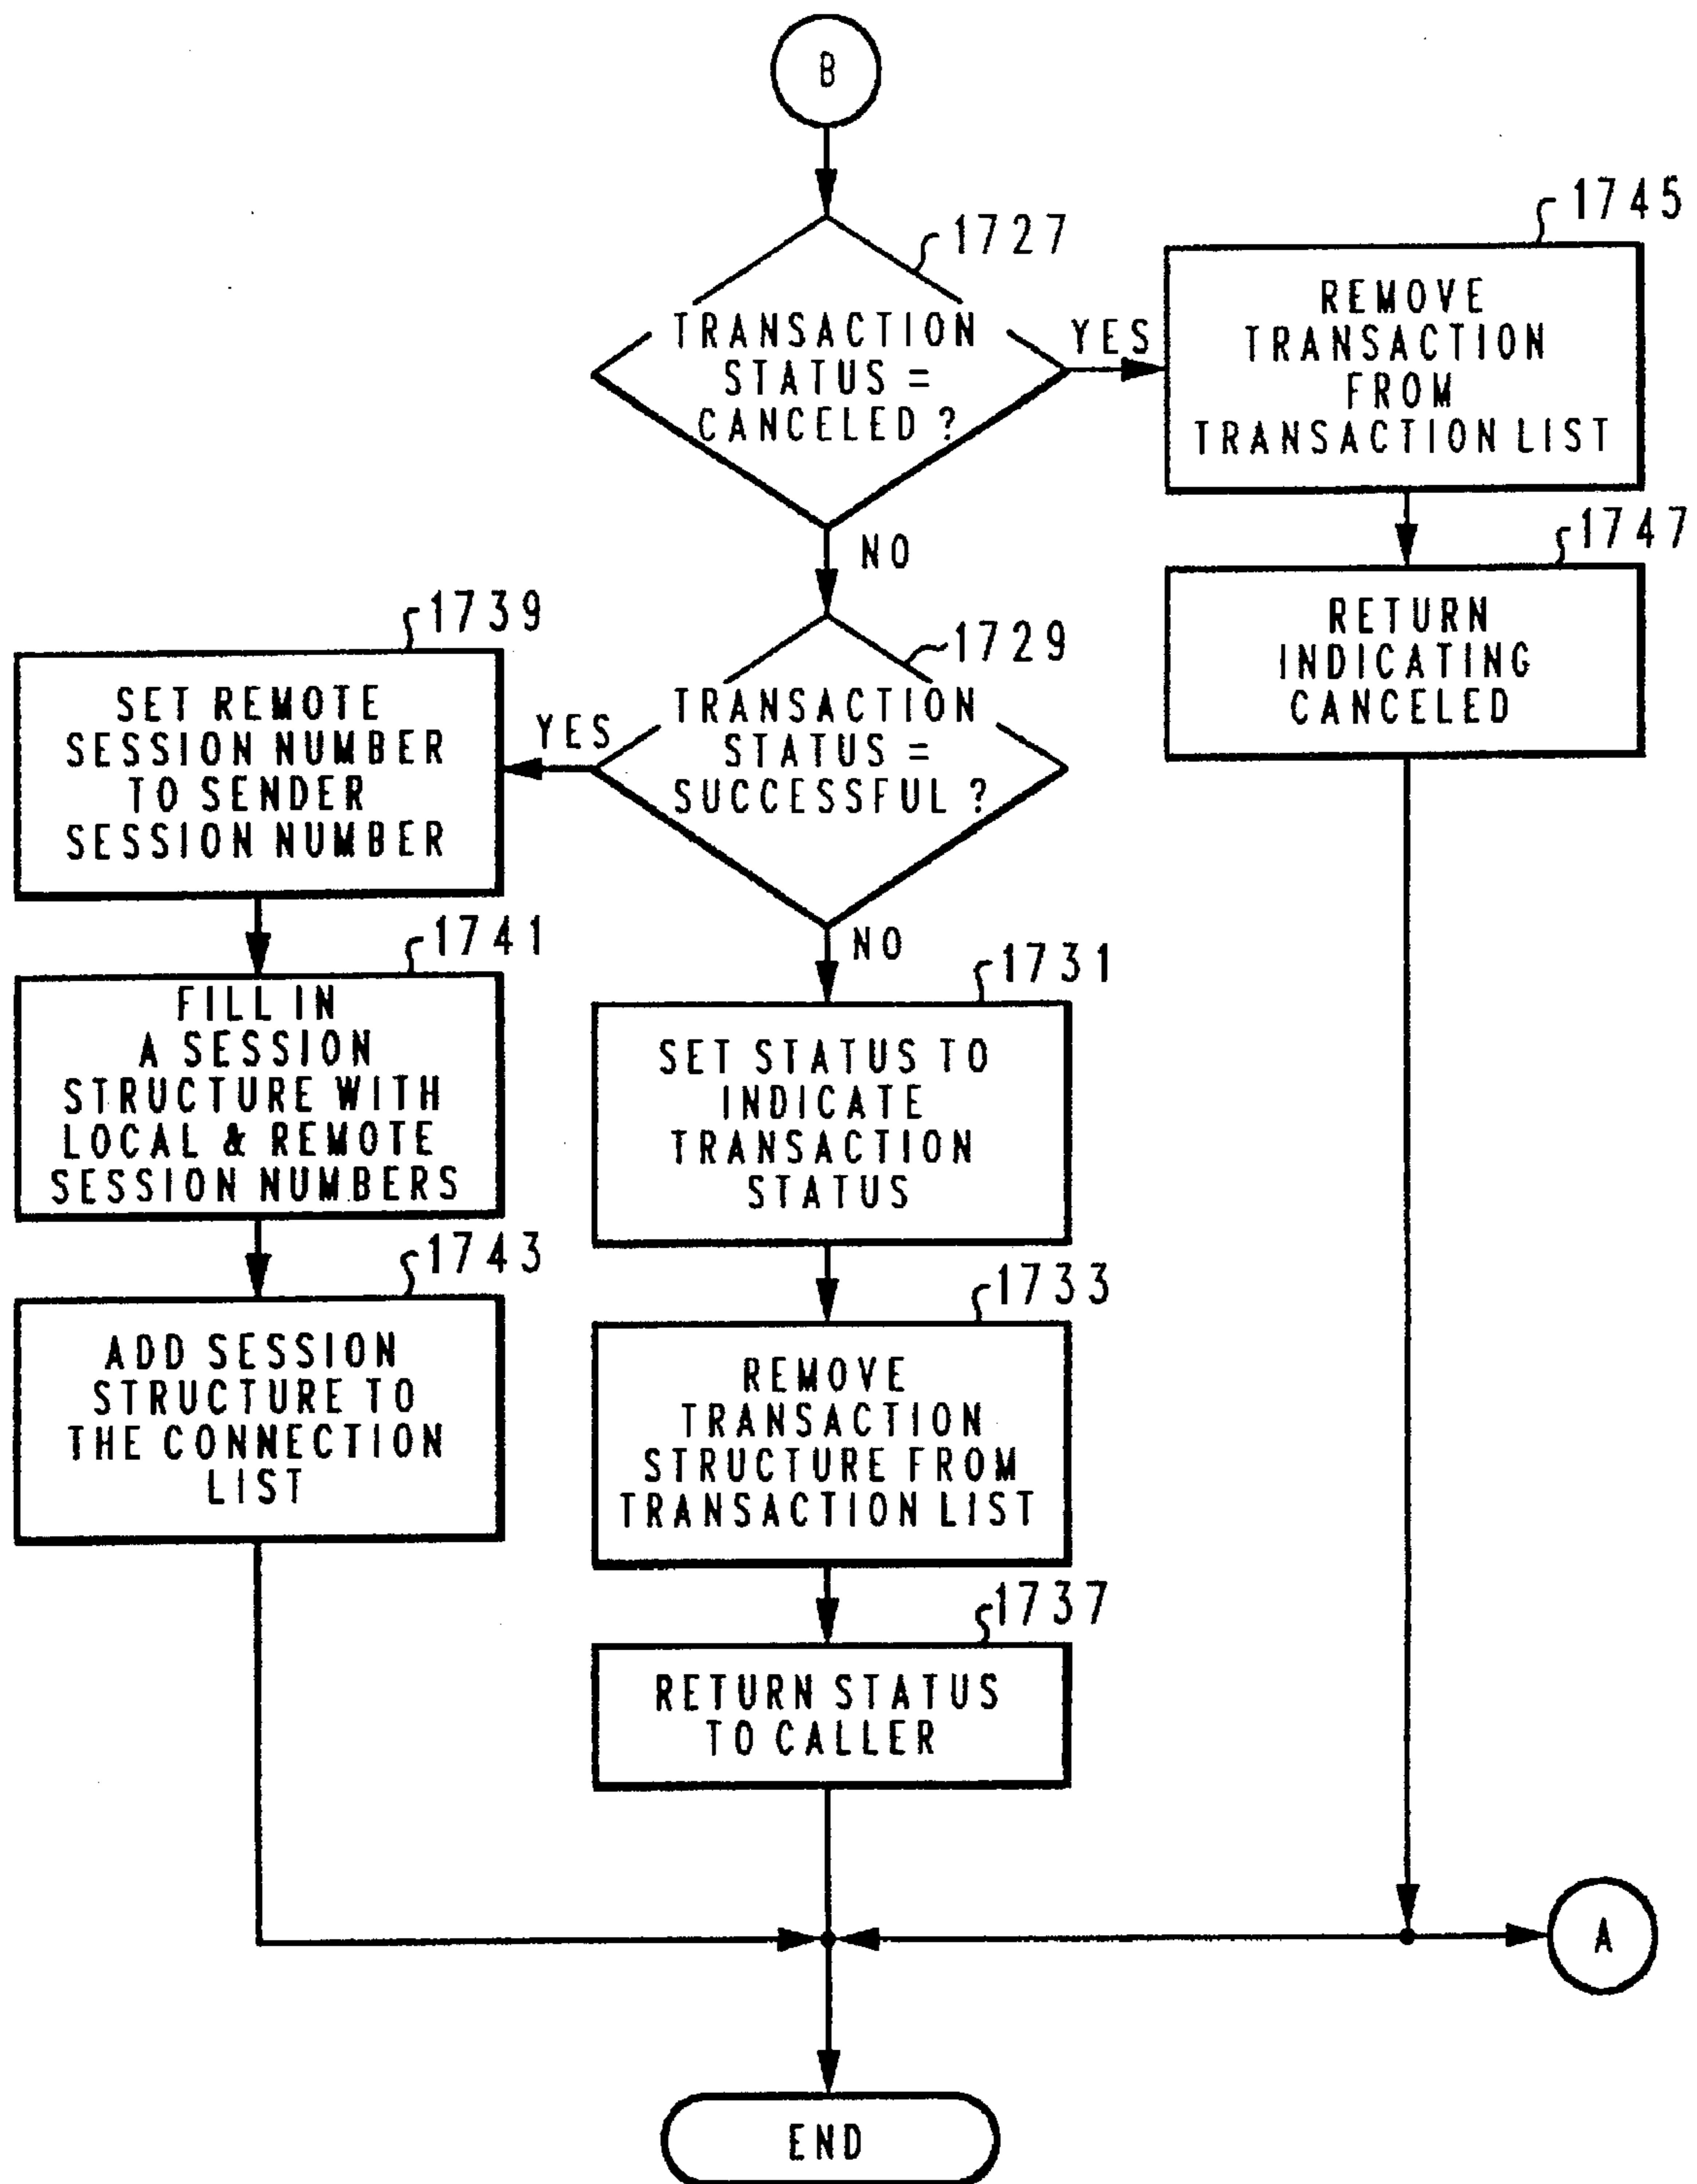 B
1727
TRANSACTION
STATUS =
CANCELED ?
YES
NO
1745
REMOVE
TRANSACTION
FROM
TRANSACTION LIST
1747
RETURN
INDICATING
CANCELED
1729
TRANSACTION
STATUS =
SUCCESSFUL ?
YES
NO
1739
SET REMOTE
SESSION NUMBER
TO SENDER
SESSION NUMBER
1741
FILL IN
A SESSION
STRUCTURE WITH
LOCAL & REMOTE
SESSION NUMBERS
1743
ADD SESSION
STRUCTURE TO
THE CONNECTION
LIST
1731
SET STATUS TO
INDICATE
TRANSACTION
STATUS
1733
REMOVE
TRANSACTION
STRUCTURE FROM
TRANSACTION LIST
1737
RETURN STATUS
TO CALLER
A
END